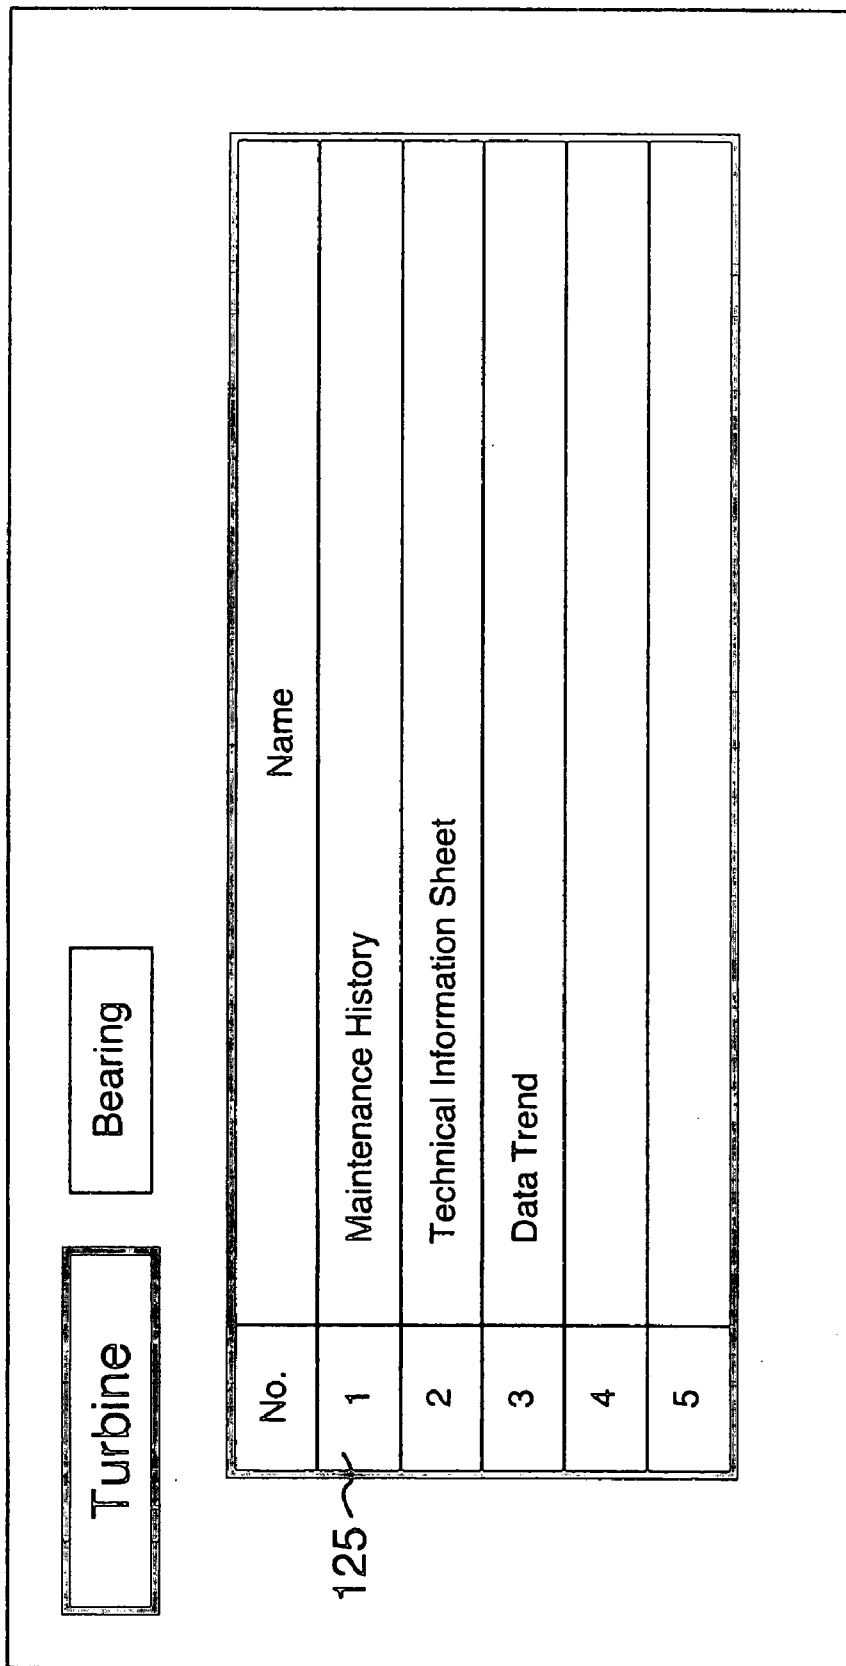 Turbine
Bearing
No. Name
125
1 Maintenance History
2 Technical Information Sheet
3 Data Trend
4
5